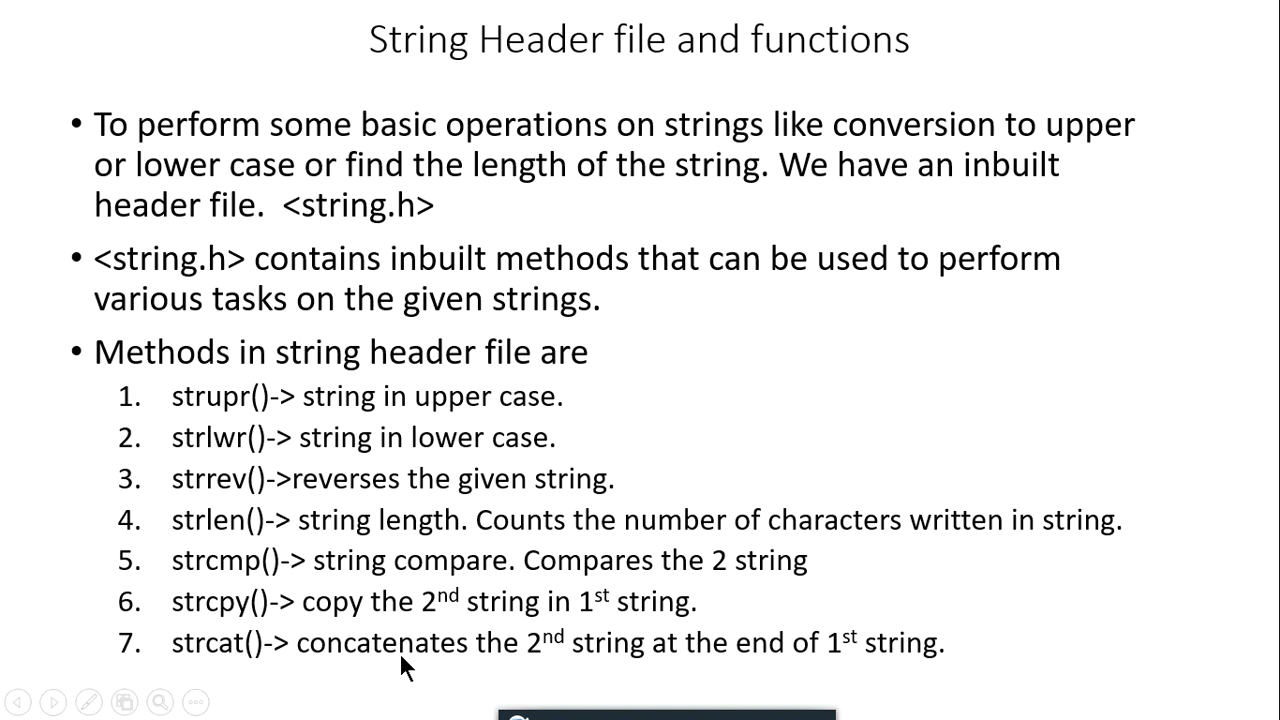 String Header file and functions
• To perform some basic operations on strings like conversion to upper
or lower case or find the length of the string. We have an inbuilt
header file.  <string.h>
• <string.h> contains inbuilt methods that can be used to perform
various tasks on the given strings.
• Methods in string header file are
1. strupr()-> string in upper case.
2. strlwr()-> string in lower case.
3. strrev()->reverses the given string.
4. strlen()-> string length. Counts the number of characters written in string.
5. strcmp()-> string compare. Compares the 2 string
6. strcpy()-> copy the 2nd string in 1st string.
7. strcat()-> concatenates the 2nd string at the end of 1st string.